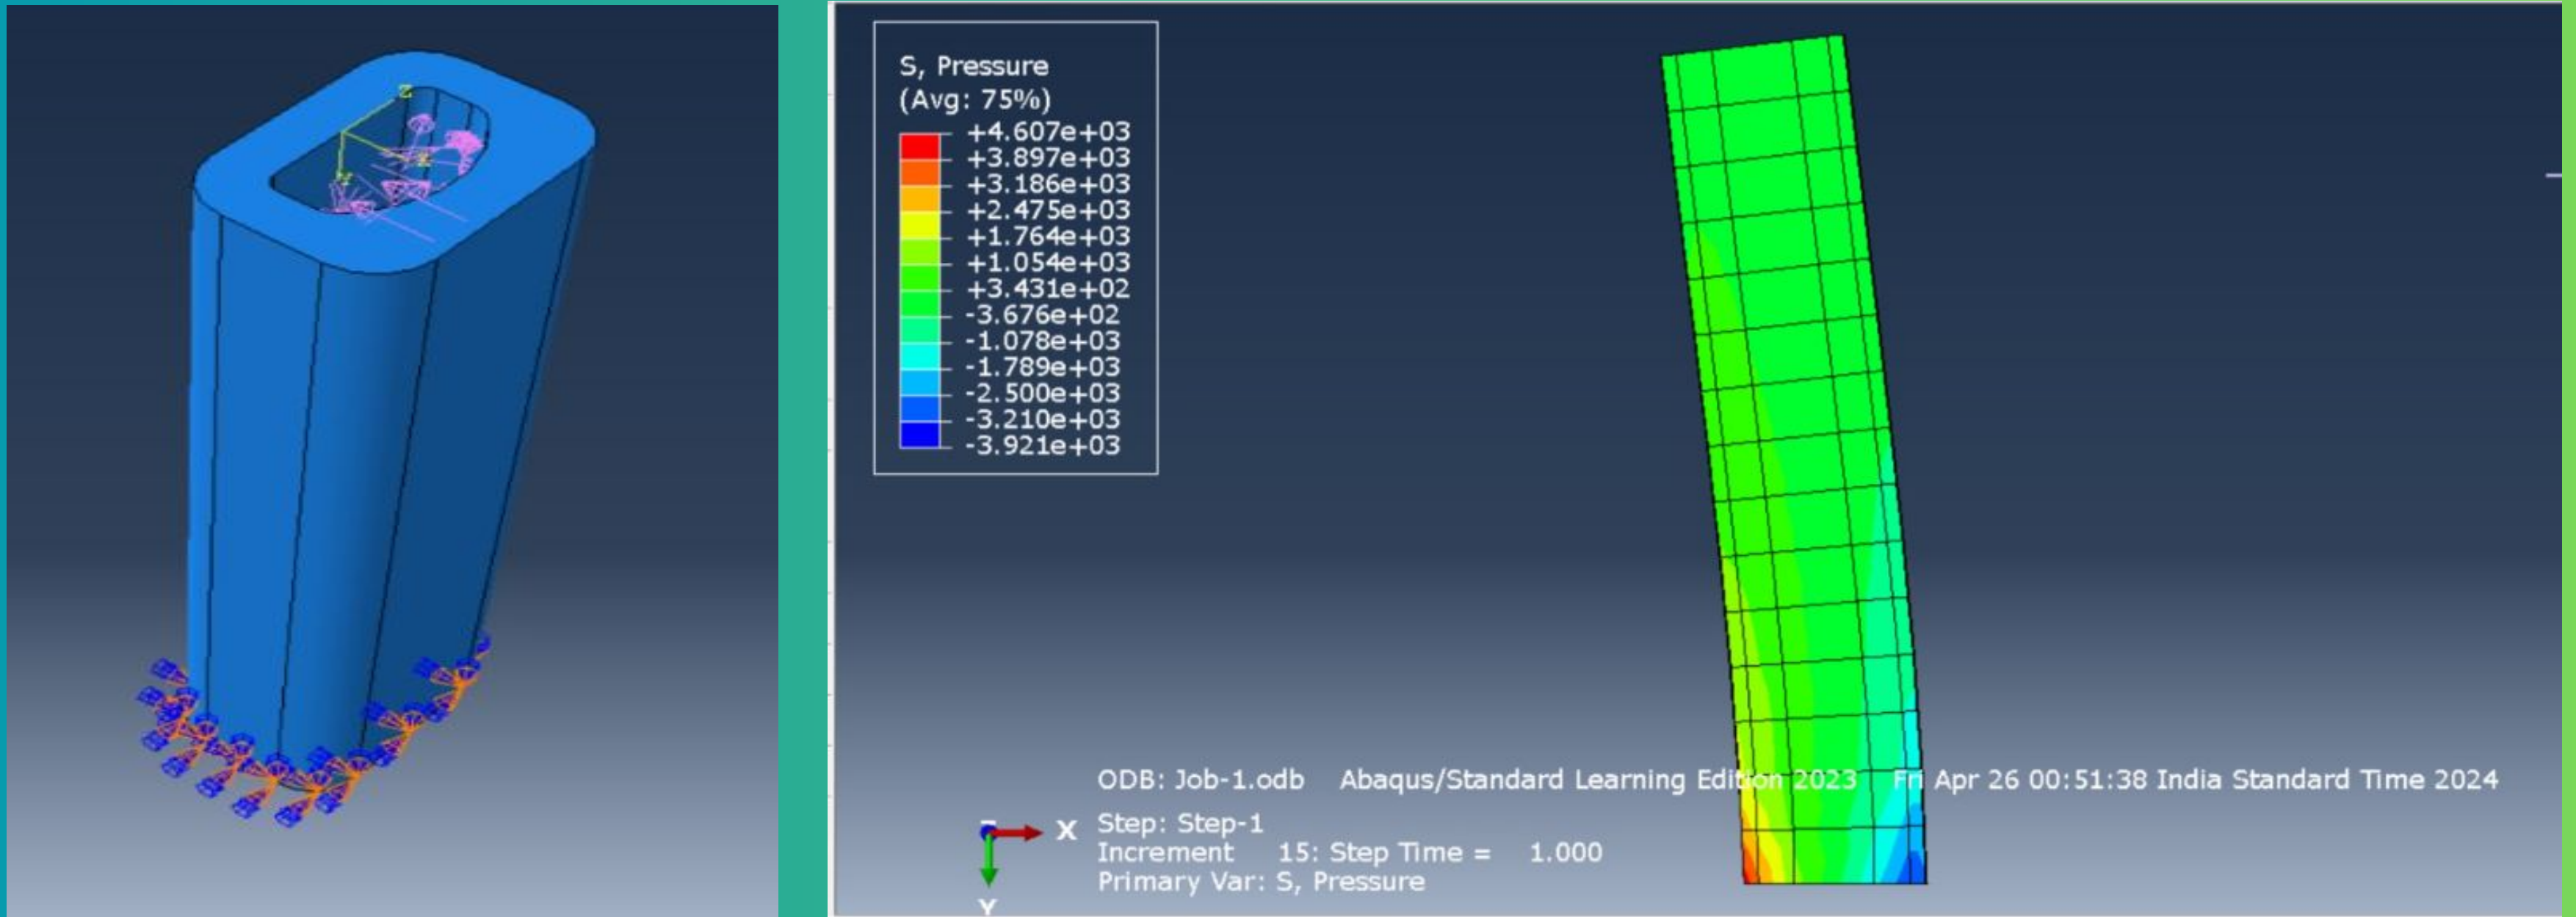 Z
X
Y
S, Pressure
(Avg: 75%)
+4.607e+03
+3.897e+03
+3.186e+03
+2.475e+03
+1.764e+03
+1.054e+03
+3.431e+02
-3.676e+02
-1.078e+03
-1.789e+03
-2.500e+03
-3.210e+03
-3.921e+03
ODB: Job-1.odb Abaqus/Standard Learning Edition 2023 Fri Apr 26 00:51:38 India Standard Time 2024
X
Y
Step: Step-1
Increment 15: Step Time = 1.000
Primary Var: S, Pressure